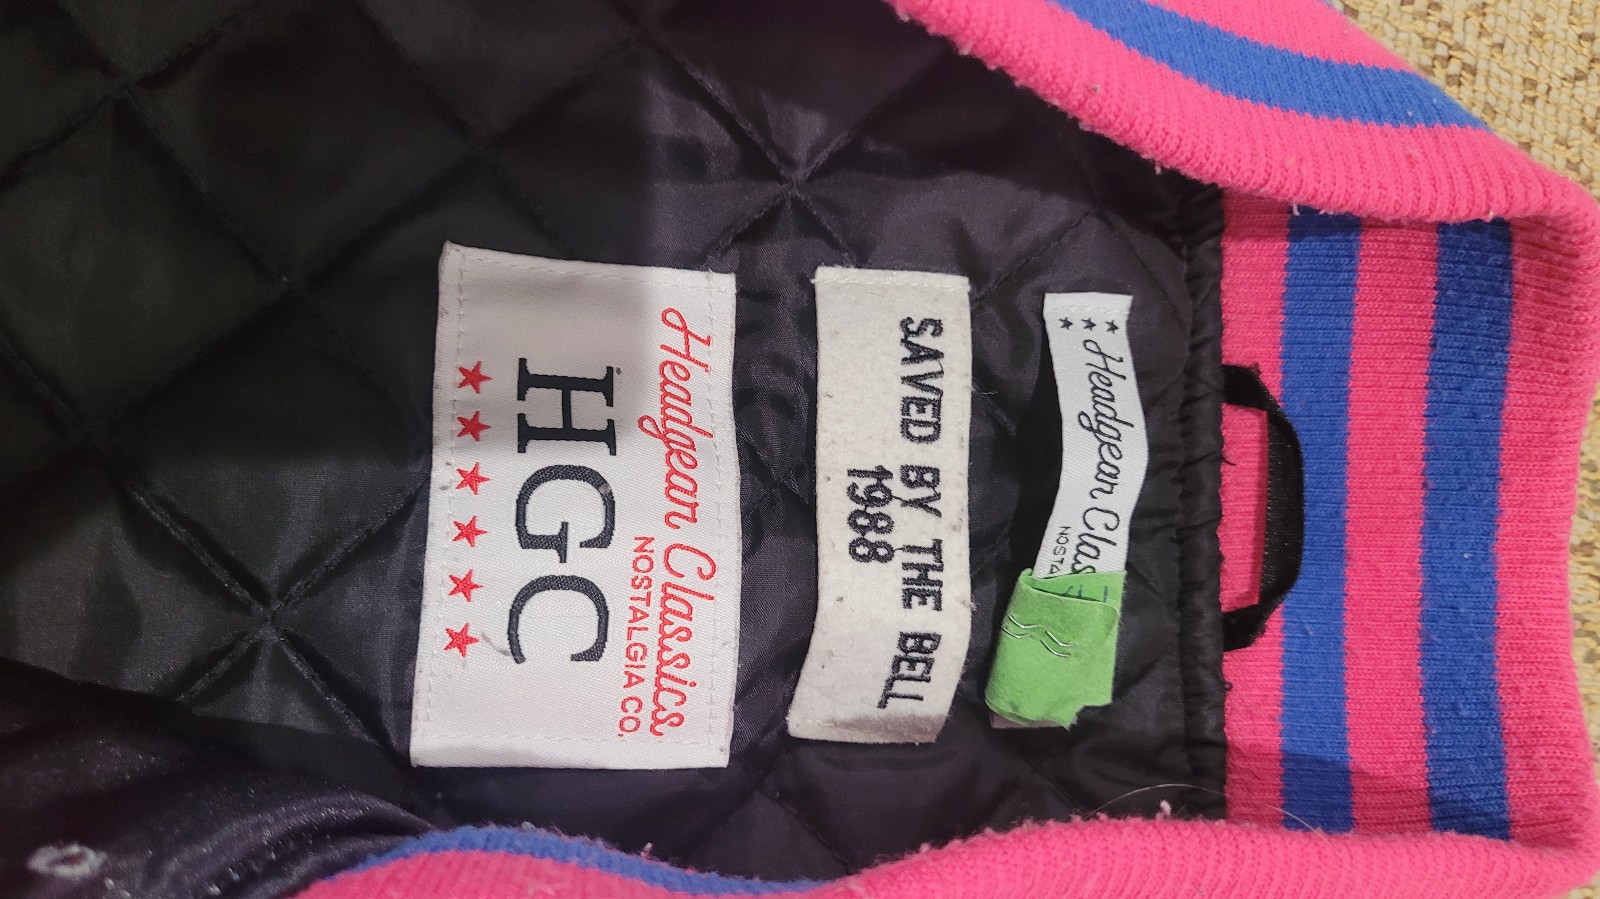 Headgear Clas
NOSTA
SAVED BY THE BELL
1988
Headgear Classics
NOSTALGIA CO.
HGC